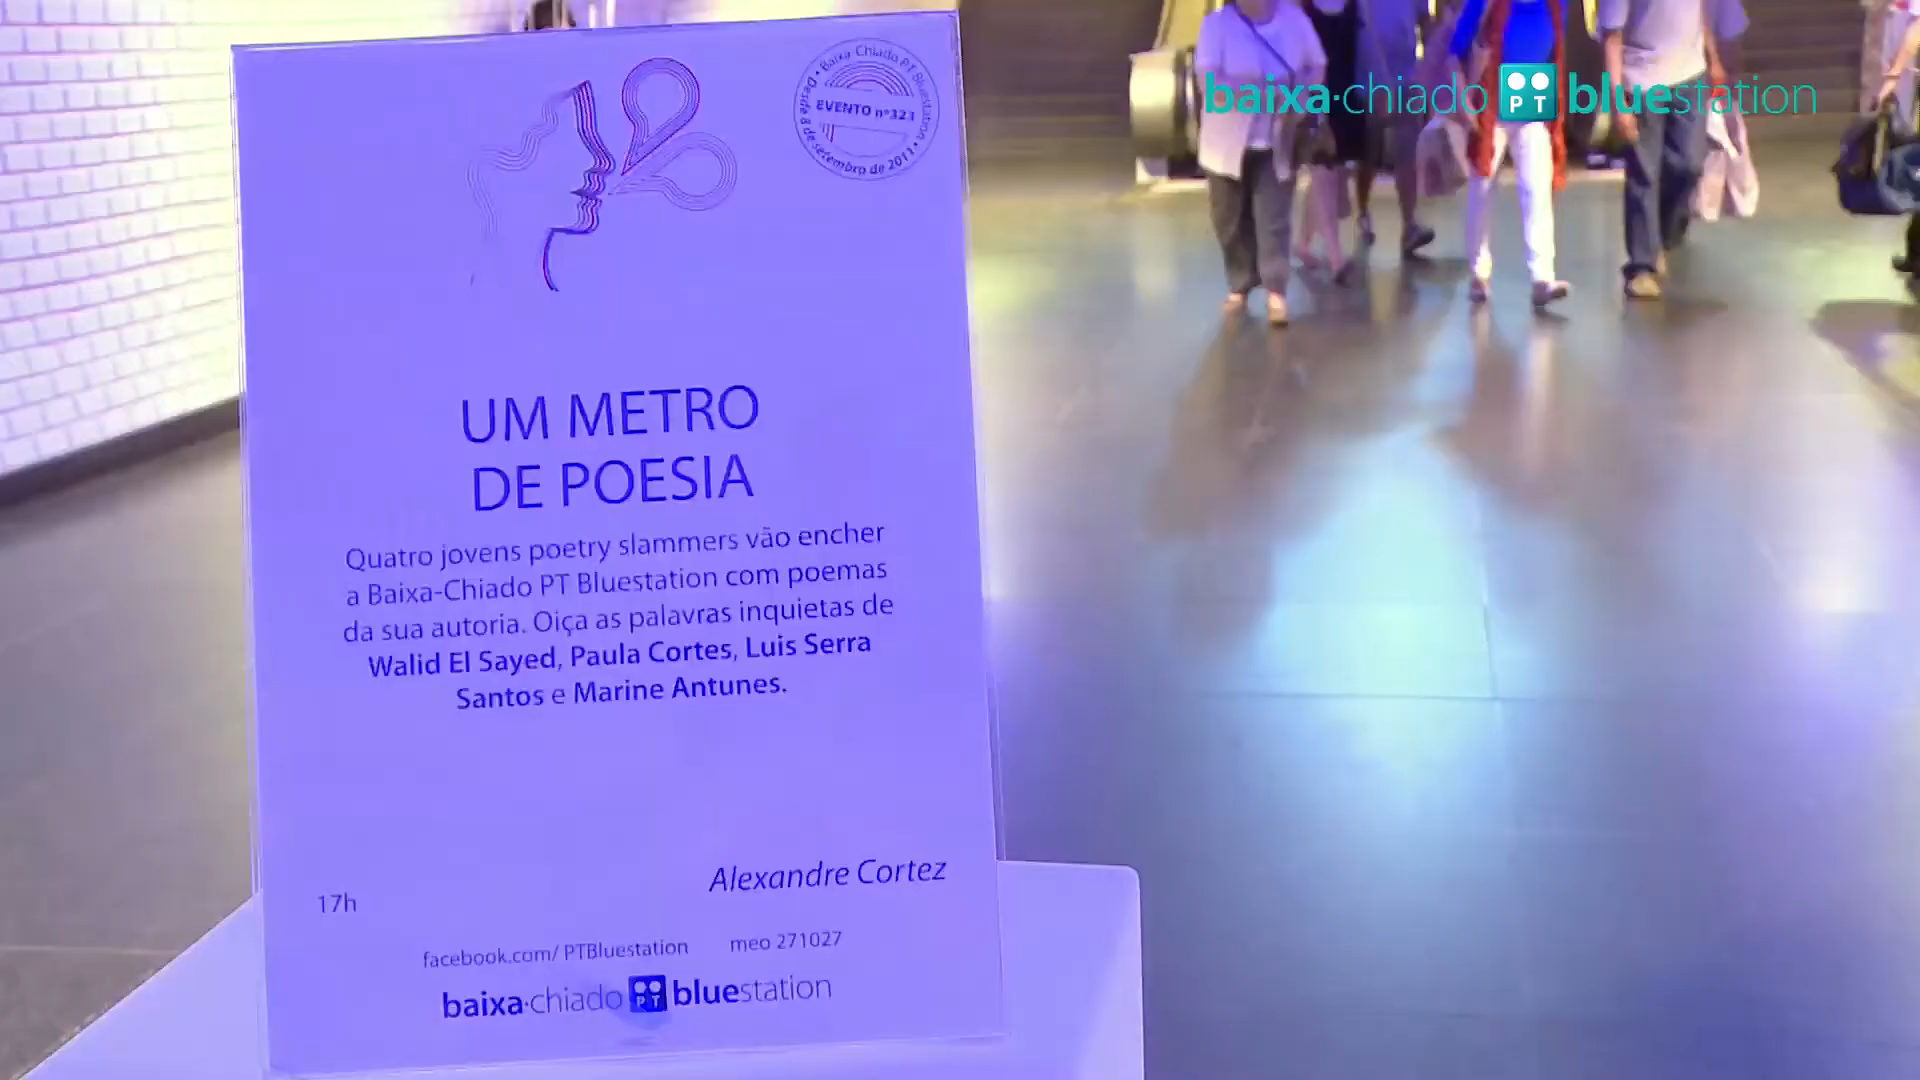 Baixa-Chiado PT Bluestation
EVENTO nº323
Desde 8 de setembro de 2011
baixa·chiado PT bluestation
UM METRO
DE POESIA
Quatro jovens poetry slammers vão encher
a Baixa-Chiado PT Bluestation com poemas
da sua autoria. Oiça as palavras inquietas de
Walid El Sayed, Paula Cortes, Luis Serra
Santos e Marine Antunes.
Alexandre Cortez
17h
facebook.com/ PTBluestation meo 271027
baixa·chiado PT bluestation